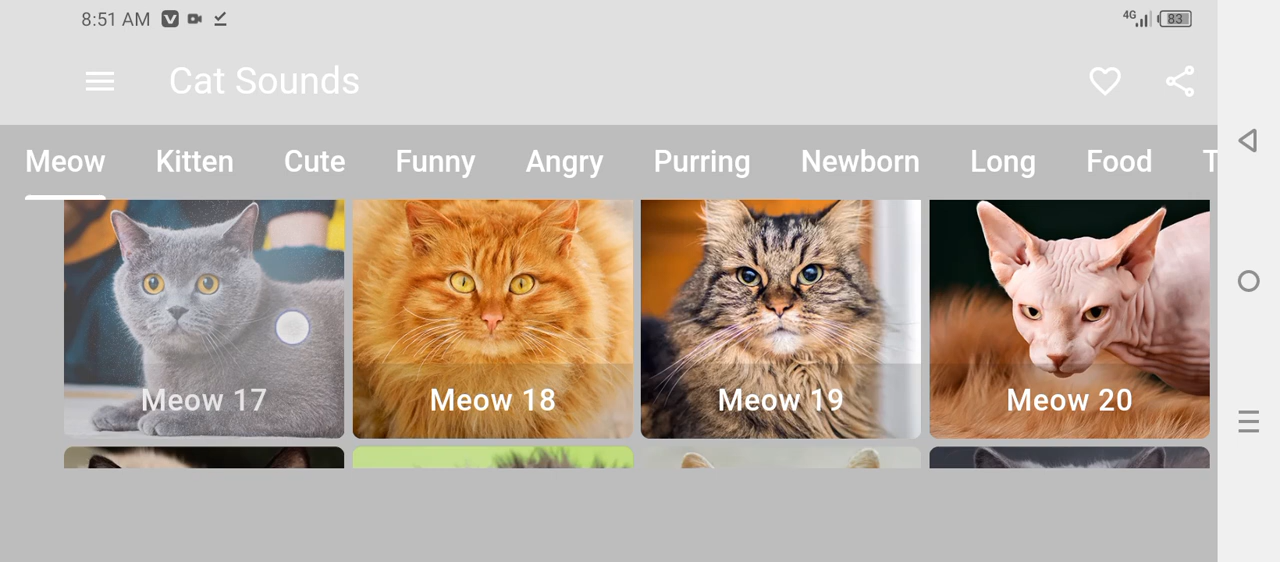 8:51 AM 4G 83
Cat Sounds
Meow Kitten Cute Funny Angry Purring Newborn Long Food T
Meow 17 Meow 18 Meow 19 Meow 20